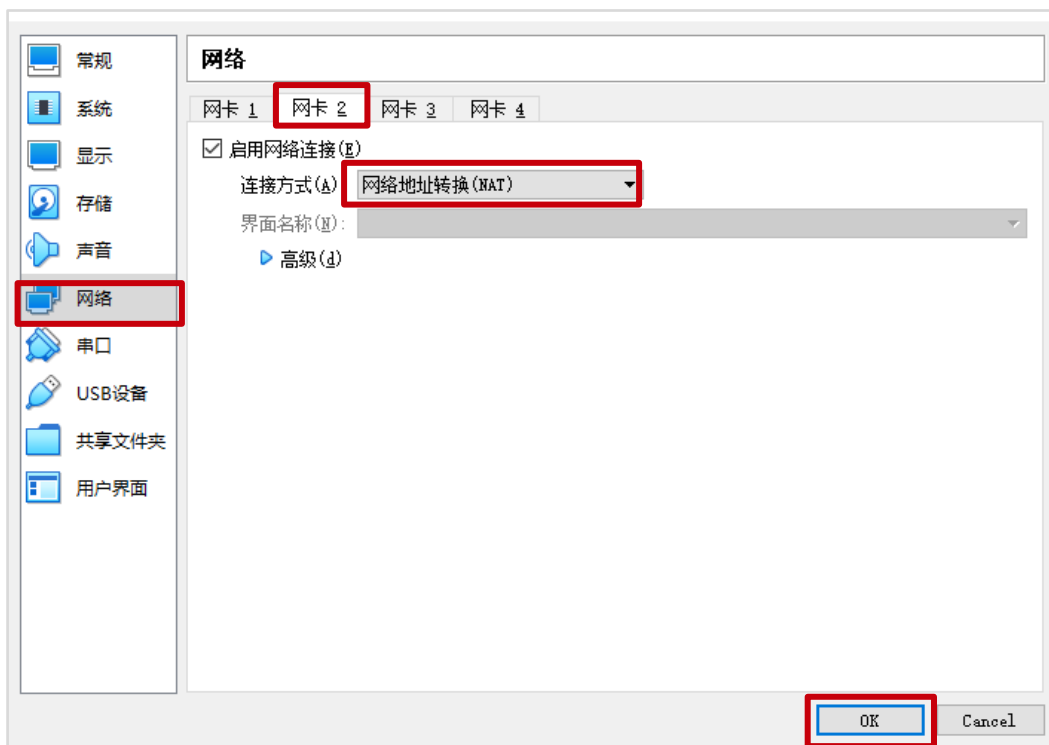 常规
系统
显示
存储
声音
网络
串口
USB设备
共享文件夹
用户界面
网络
网卡 1 网卡 2 网卡 3 网卡 4
启用网络连接(E)
连接方式(A) 网络地址转换(NAT)
界面名称(N):
高级(d)
OK Cancel